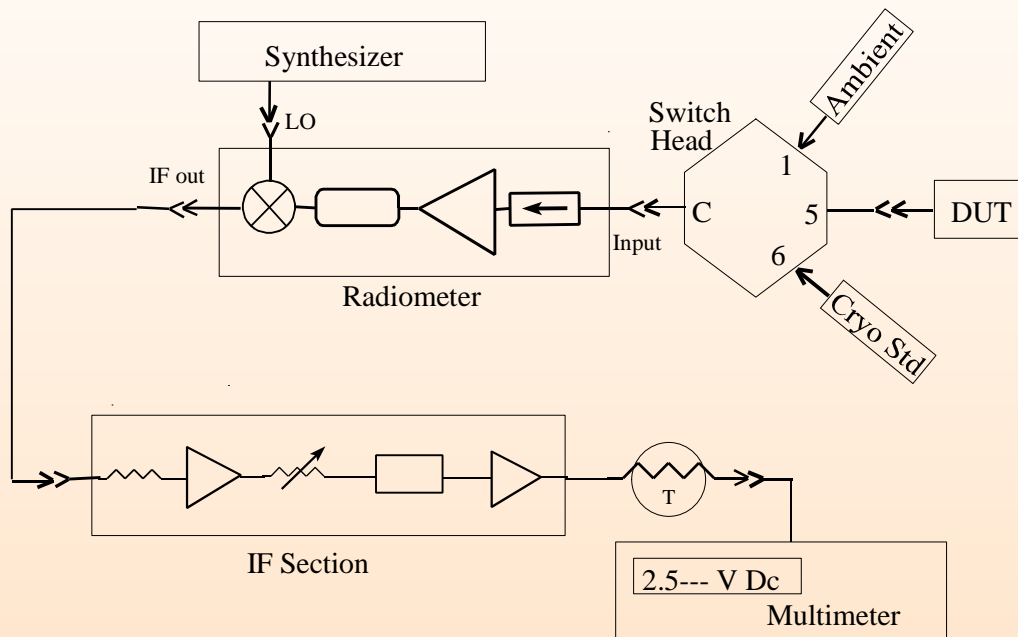 Synthesizer
LO
IF out
Switch
Head
Ambient
1
C
5
6
DUT
Input
Radiometer
Cryo Std
IF Section
T
2.5--- V Dc
Multimeter